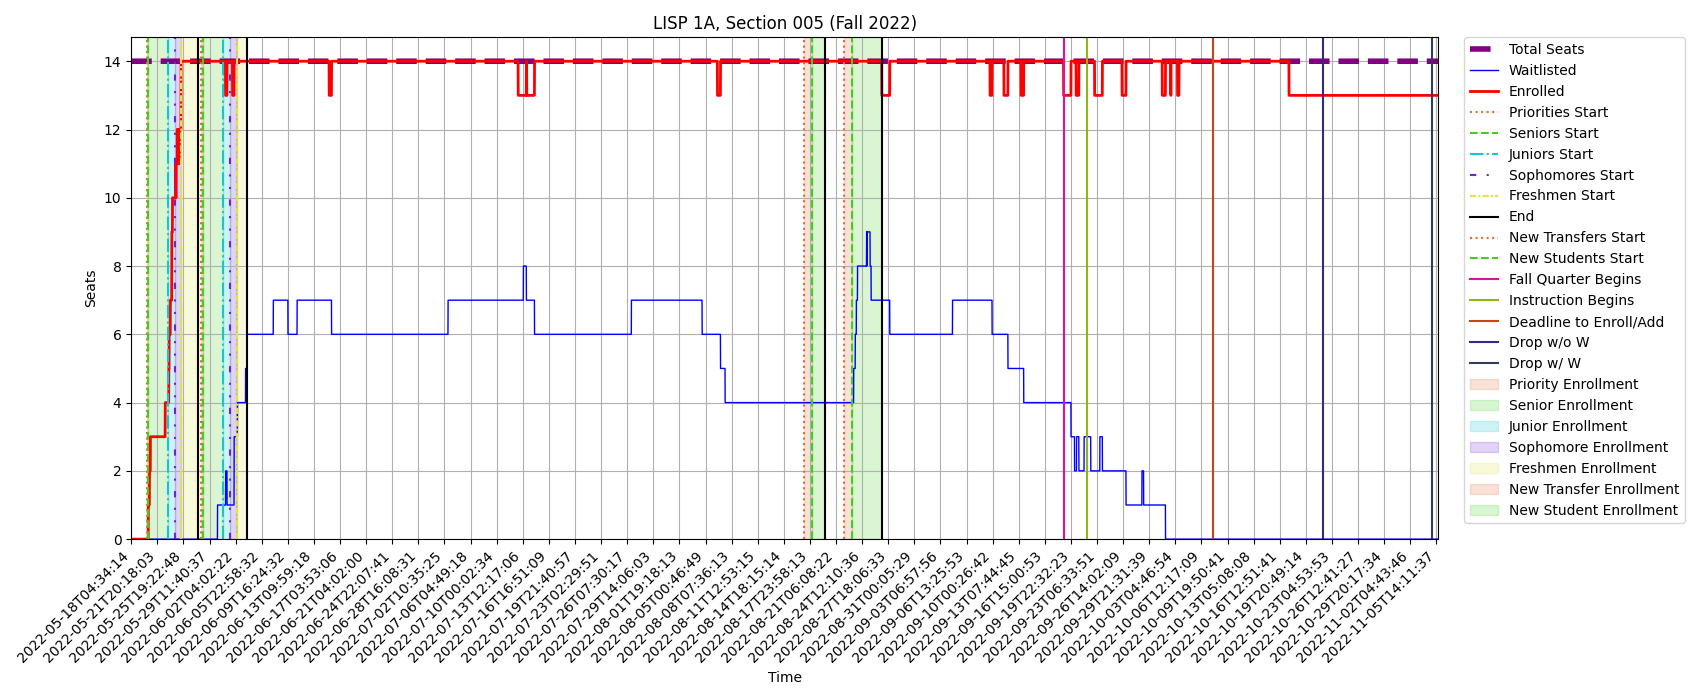 LISP 1A, Section 005 (Fall 2022)
Seats
14
12
10
8
6
4
2
0
2022-05-18T04:34:14
2022-05-21T20:18:03
2022-05-25T19:22:48
2022-05-29T11:40:37
2022-06-02T04:02:22
2022-06-05T22:58:32
2022-06-09T16:24:32
2022-06-13T09:59:18
2022-06-17T03:53:06
2022-06-21T04:02:00
2022-06-24T22:07:41
2022-06-28T16:08:31
2022-07-02T10:35:25
2022-07-06T04:49:18
2022-07-10T00:02:34
2022-07-13T12:17:06
2022-07-16T16:51:09
2022-07-19T21:40:57
2022-07-23T02:29:51
2022-07-26T07:30:17
2022-07-29T14:06:03
2022-08-01T19:18:13
2022-08-05T00:46:49
2022-08-08T07:36:13
2022-08-11T12:53:15
2022-08-14T18:15:14
2022-08-17T23:58:13
2022-08-21T06:08:22
2022-08-24T12:10:36
2022-08-27T18:06:33
2022-08-31T00:05:29
2022-09-03T06:57:56
2022-09-06T13:25:53
2022-09-10T00:26:42
2022-09-13T07:44:45
2022-09-16T15:00:53
2022-09-19T22:32:23
2022-09-23T06:33:51
2022-09-26T14:02:09
2022-09-29T21:31:39
2022-10-03T04:46:54
2022-10-06T12:17:09
2022-10-09T19:50:41
2022-10-13T05:08:08
2022-10-16T12:51:41
2022-10-19T20:49:14
2022-10-23T04:53:53
2022-10-26T12:41:27
2022-10-29T20:17:34
2022-11-02T04:43:46
2022-11-05T14:11:37
Time
Total Seats
Waitlisted
Enrolled
Priorities Start
Seniors Start
Juniors Start
Sophomores Start
Freshmen Start
End
New Transfers Start
New Students Start
Fall Quarter Begins
Instruction Begins
Deadline to Enroll/Add
Drop w/o W
Drop w/ W
Priority Enrollment
Senior Enrollment
Junior Enrollment
Sophomore Enrollment
Freshmen Enrollment
New Transfer Enrollment
New Student Enrollment